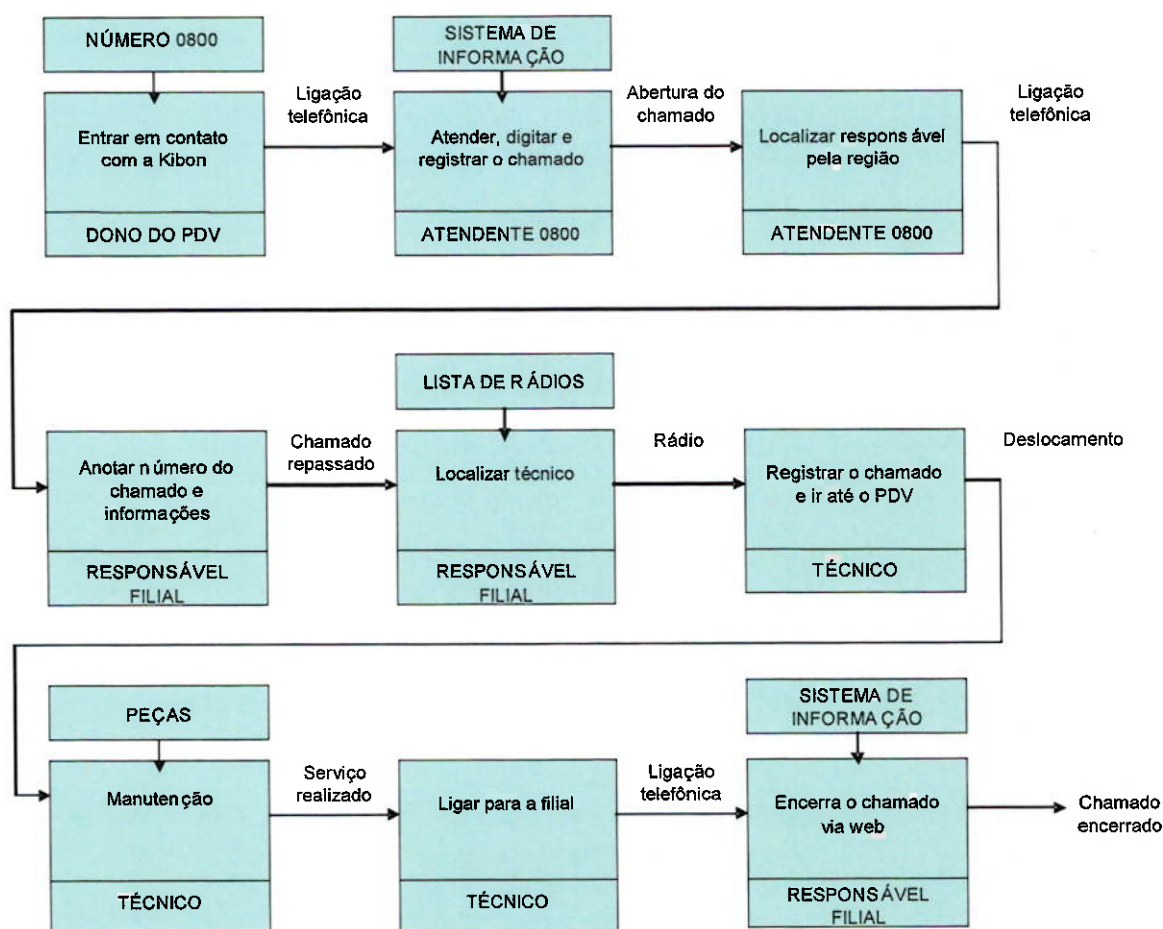 NÚMERO 0800
SISTEMA DE
INFORMAÇÃO
Entrar em contato
com a Kibon
DONO DO PDV
Ligação
telefônica
Atender, digitar e
registrar o chamado
ATENDENTE 0800
Abertura do
chamado
Localizar responsável
pela região
ATENDENTE 0800
Ligação
telefônica
Anotar número do
chamado e
informações
RESPONSÁVEL
FILIAL
Chamado
repassado
LISTA DE RÁDIOS
Localizar técnico
RESPONSÁVEL
FILIAL
Rádio
Registrar o chamado
e ir até o PDV
TÉCNICO
Deslocamento
PEÇAS
Manutenção
TÉCNICO
Serviço
realizado
Ligar para a filial
TÉCNICO
Ligação
telefônica
SISTEMA DE
INFORMAÇÃO
Encerra o chamado
via web
RESPONSÁVEL
FILIAL
Chamado
encerrado